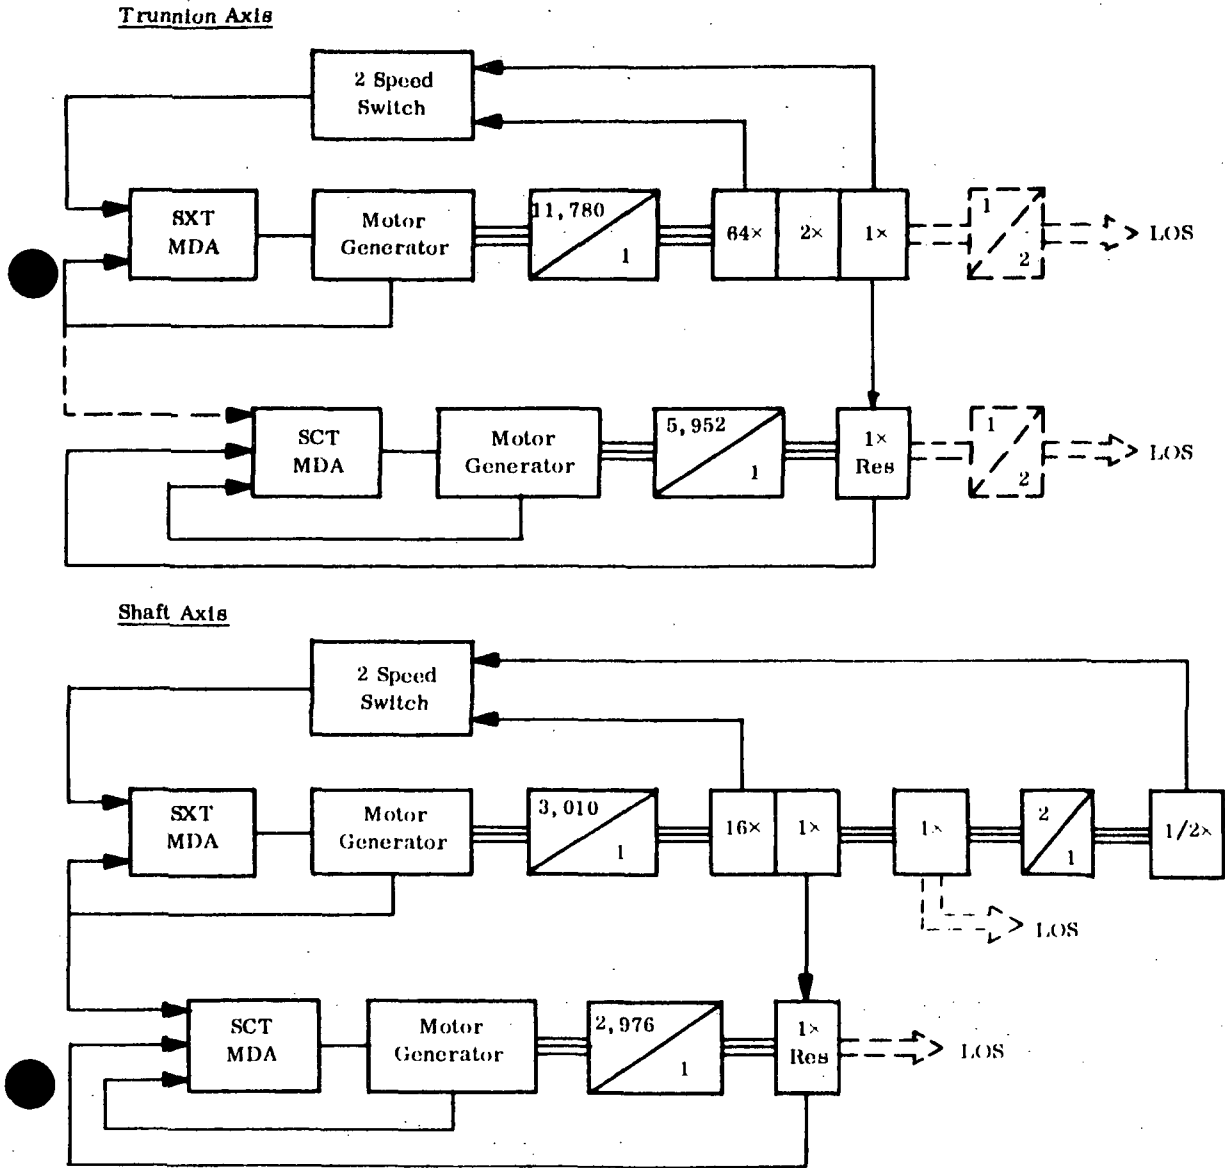 Trunnion Axis
2 Speed
Switch
SXT
MDA
Motor
Generator
11,780
1
64×
2×
1×
1
2
LOS
SCT
MDA
Motor
Generator
5,952
1
1×
Res
1
2
LOS
Shaft Axis
2 Speed
Switch
SXT
MDA
Motor
Generator
3,010
1
16×
1×
1×
2
1
1/2×
LOS
SCT
MDA
Motor
Generator
2,976
1
1×
Res
LOS